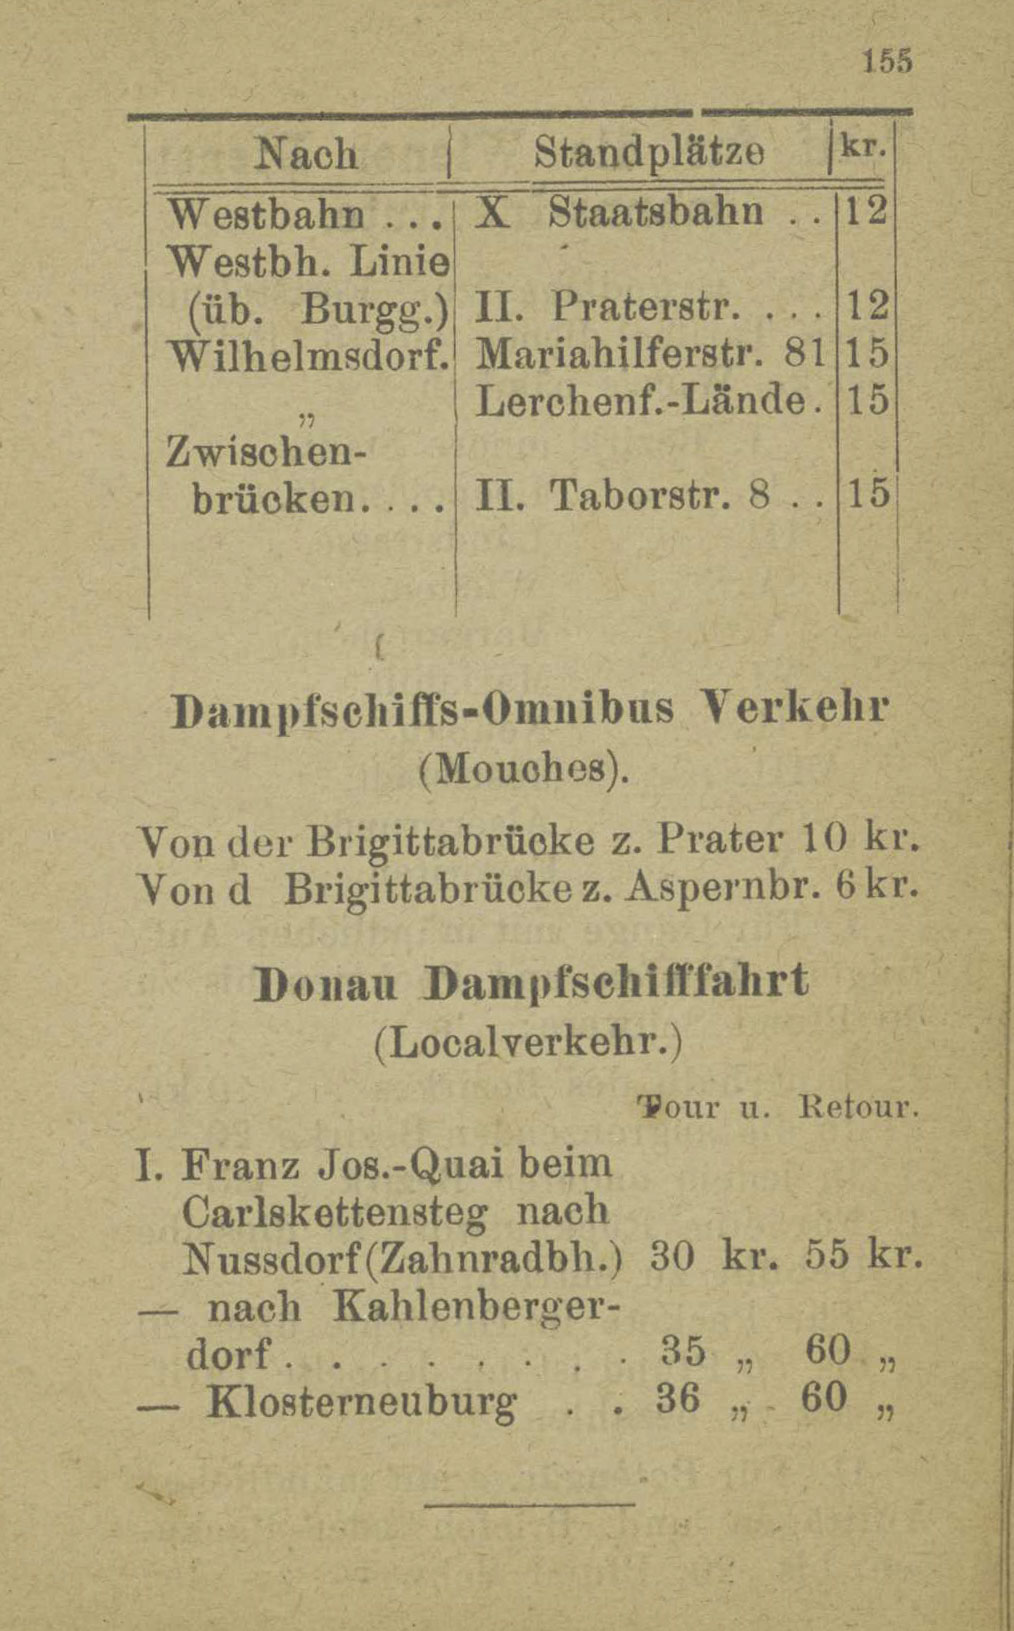 155
Nach Standplätze kr.
Westbahn ... X Staatsbahn .. 12
Westbh. Linie
(üb. Burgg.) II. Praterstr. .... 12
Wilhelmsdorf. Mariahilferstr. 81 15
„ Lerchenf.-Lände. 15
Zwischen-
brücken.... II. Taborstr. 8 .. 15
Dampfschiffs-Omnibus Verkehr
(Mouches).
Von der Brigittabrücke z. Prater 10 kr.
Von d Brigittabrücke z. Aspernbr. 6 kr.
Donau Dampfschifffahrt
(Localverkehr.)
Tour u. Retour.
I. Franz Jos.-Quai beim
Carlskettensteg nach
Nussdorf (Zahnradbh.) 30 kr. 55 kr.
— nach Kahlenberger-
dorf . . . . . . . . 35 „ 60 „
— Klosterneuburg . . 36 „ 60 „